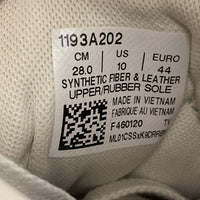 1193A202
CM US EURO
28.0 10 44
SYNTHETIC FIBER & LEATHER
UPPER/RUBBER SOLE
MADE IN VIETNAM
FABRIQUE AU VIETNAM
F460120 TY